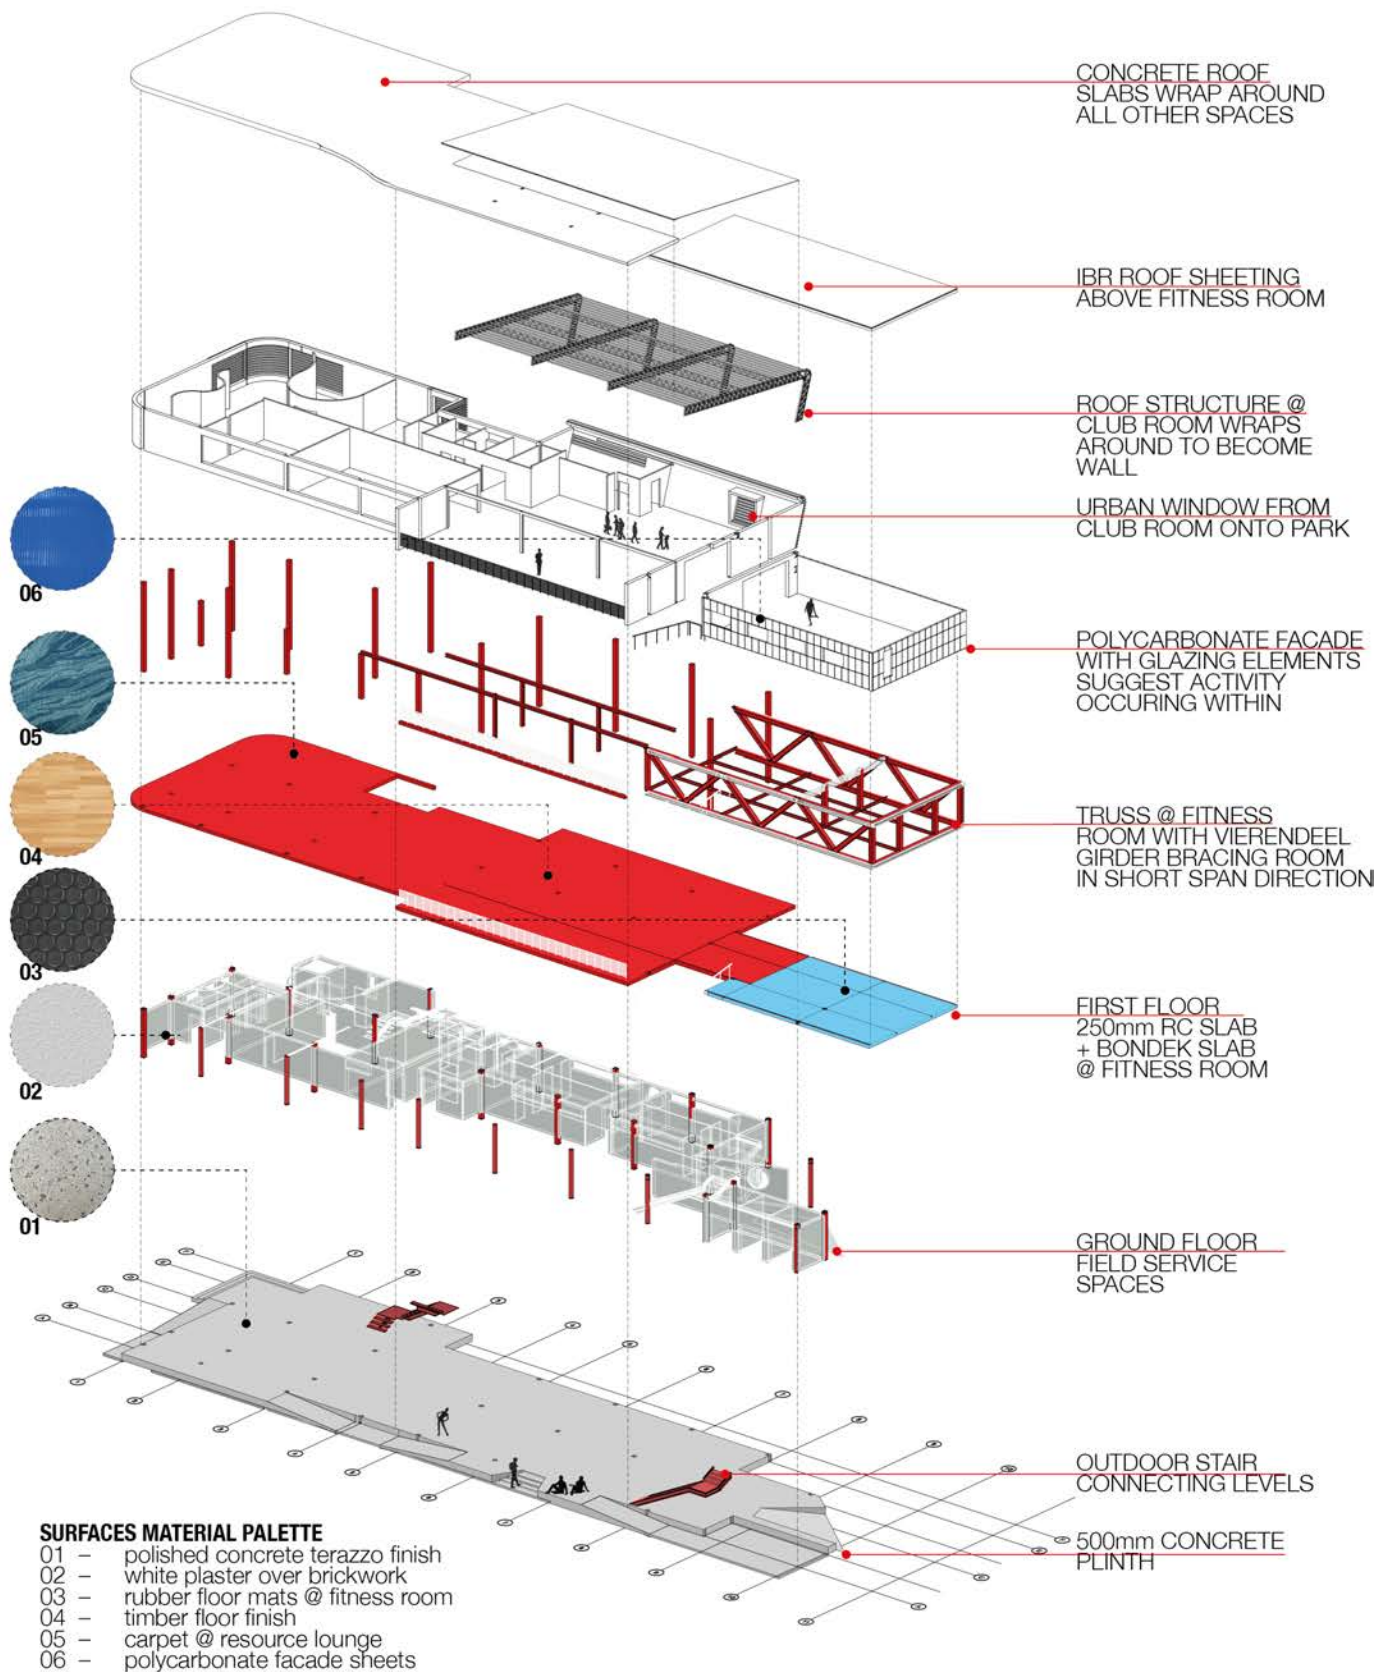 CONCRETE ROOF
SLABS WRAP AROUND
ALL OTHER SPACES
IBR ROOF SHEETING
ABOVE FITNESS ROOM
ROOF STRUCTURE @
CLUB ROOM WRAPS
AROUND TO BECOME
WALL
URBAN WINDOW FROM
CLUB ROOM ONTO PARK
06
POLYCARBONATE FACADE
WITH GLAZING ELEMENTS
SUGGEST ACTIVITY
OCCURING WITHIN
05
04
TRUSS @ FITNESS
ROOM WITH VIERENDEEL
GIRDER BRACING ROOM
IN SHORT SPAN DIRECTION
03
FIRST FLOOR
250mm RC SLAB
+ BONDEK SLAB
@ FITNESS ROOM
02
01
GROUND FLOOR
FIELD SERVICE
SPACES
OUTDOOR STAIR
CONNECTING LEVELS
500mm CONCRETE
PLINTH
SURFACES MATERIAL PALETTE
01 – polished concrete terazzo finish
02 – white plaster over brickwork
03 – rubber floor mats @ fitness room
04 – timber floor finish
05 – carpet @ resource lounge
06 – polycarbonate facade sheets